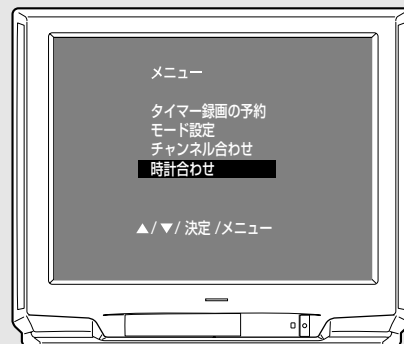 メニュー
タイマー録画の予約
モード設定
チャンネル合わせ
時計合わせ
▲/▼/ 決定 /メニュー